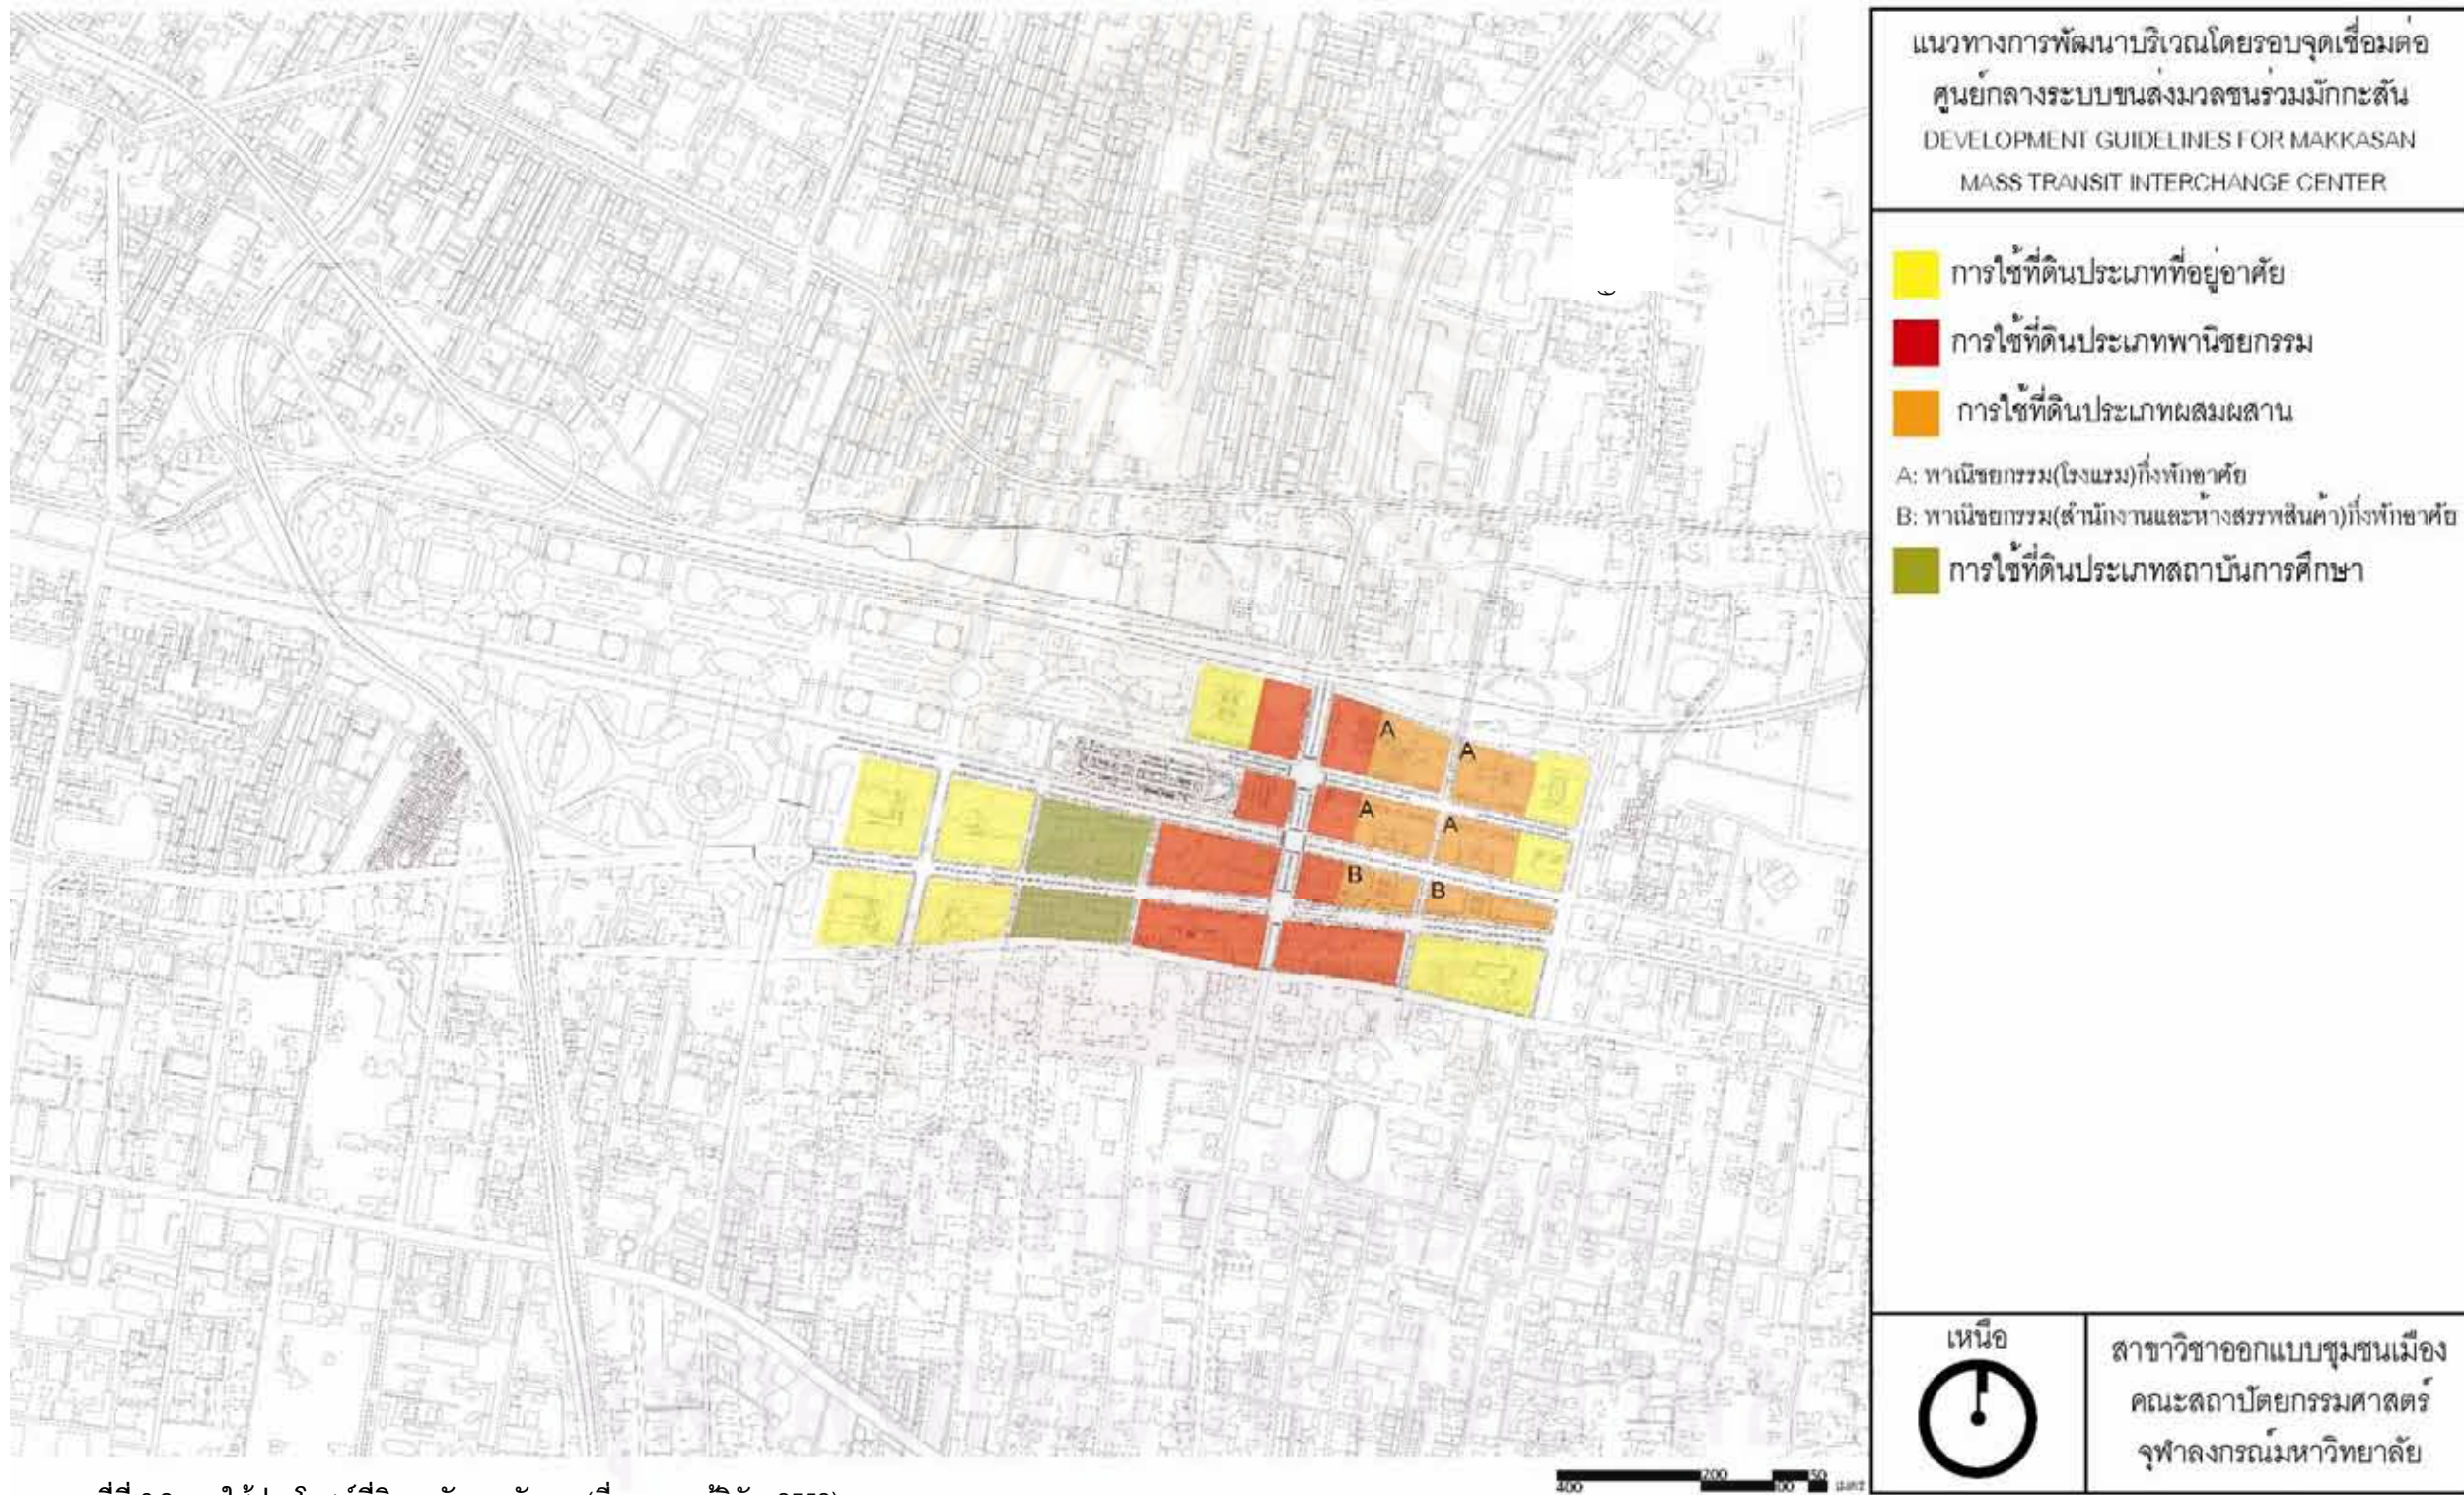 แนวทางการพัฒนาบริเวณโดยรอบจุดเชื่อมต่อ
ศูนย์กลางระบบขนส่งมวลชนร่วมมักกะสัน
DEVELOPMENT GUIDELINES FOR MAKKASAN
MASS TRANSIT INTERCHANGE CENTER
การใช้ที่ดินประเภทที่อยู่อาศัย
การใช้ที่ดินประเภทพานิชยกรรม
การใช้ที่ดินประเภทผสมผสาน
A: พาณิชยกรรม(โรงแรม)กึ่งพักอาศัย
B: พาณิชยกรรม(สำนักงานและห้างสรรพสินค้า)กึ่งพักอาศัย
การใช้ที่ดินประเภทสถาบันการศึกษา
A
A
A
A
B
B
เหนือ
สาขาวิชาออกแบบชุมชนเมือง
คณะสถาปัตยกรรมศาสตร์
จุฬาลงกรณ์มหาวิทยาลัย
200 50
400 100 เมตร